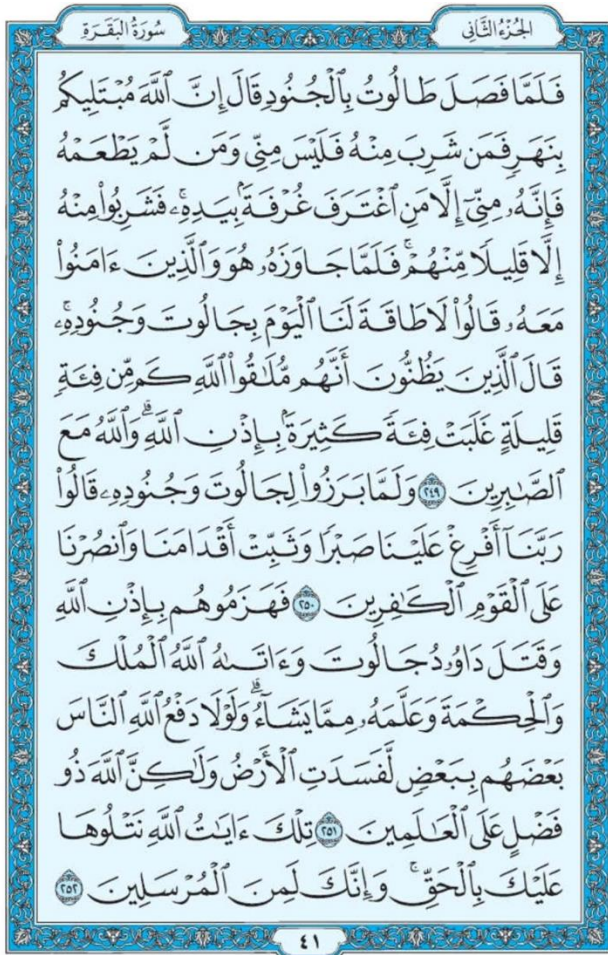 الجُزْءُ الثَّانِي
سُورَةُ البَقَرَةِ
فَلَمَّا فَصَلَ طَالُوتُ بِٱلْجُنُودِ قَالَ إِنَّ ٱللَّهَ مُبْتَلِيكُم
بِنَهَرٍ فَمَن شَرِبَ مِنْهُ فَلَيْسَ مِنِّي وَمَن لَّمْ يَطْعَمْهُ
فَإِنَّهُۥ مِنِّيٓ إِلَّا مَنِ ٱغْتَرَفَ غُرْفَةَۢ بِيَدِهِۦۚ فَشَرِبُوا۟ مِنْهُ
إِلَّا قَلِيلًا مِّنْهُمْۚ فَلَمَّا جَاوَزَهُۥ هُوَ وَٱلَّذِينَ ءَامَنُوا۟
مَعَهُۥ قَالُوا۟ لَا طَاقَةَ لَنَا ٱلْيَوْمَ بِجَالُوتَ وَجُنُودِهِۦۚ
قَالَ ٱلَّذِينَ يَظُنُّونَ أَنَّهُم مُّلَٰقُوا۟ ٱللَّهِ كَم مِّن فِئَةٍ
قَلِيلَةٍ غَلَبَتْ فِئَةً كَثِيرَةَۢ بِإِذْنِ ٱللَّهِۗ وَٱللَّهُ مَعَ
ٱلصَّٰبِرِينَ ٢٤٩ وَلَمَّا بَرَزُوا۟ لِجَالُوتَ وَجُنُودِهِۦ قَالُوا۟
رَبَّنَآ أَفْرِغْ عَلَيْنَا صَبْرًا وَثَبِّتْ أَقْدَامَنَا وَٱنصُرْنَا
عَلَى ٱلْقَوْمِ ٱلْكَٰفِرِينَ ٢٥٠ فَهَزَمُوهُم بِإِذْنِ ٱللَّهِ
وَقَتَلَ دَاوُۥدُ جَالُوتَ وَءَاتَىٰهُ ٱللَّهُ ٱلْمُلْكَ
وَٱلْحِكْمَةَ وَعَلَّمَهُۥ مِمَّا يَشَآءُۗ وَلَوْلَا دَفْعُ ٱللَّهِ ٱلنَّاسَ
بَعْضَهُم بِبَعْضٍ لَّفَسَدَتِ ٱلْأَرْضُ وَلَٰكِنَّ ٱللَّهَ ذُو
فَضْلٍ عَلَى ٱلْعَٰلَمِينَ ٢٥١ تِلْكَ ءَايَٰتُ ٱللَّهِ نَتْلُوهَا
عَلَيْكَ بِٱلْحَقِّۚ وَإِنَّكَ لَمِنَ ٱلْمُرْسَلِينَ ٢٥٢
٤١